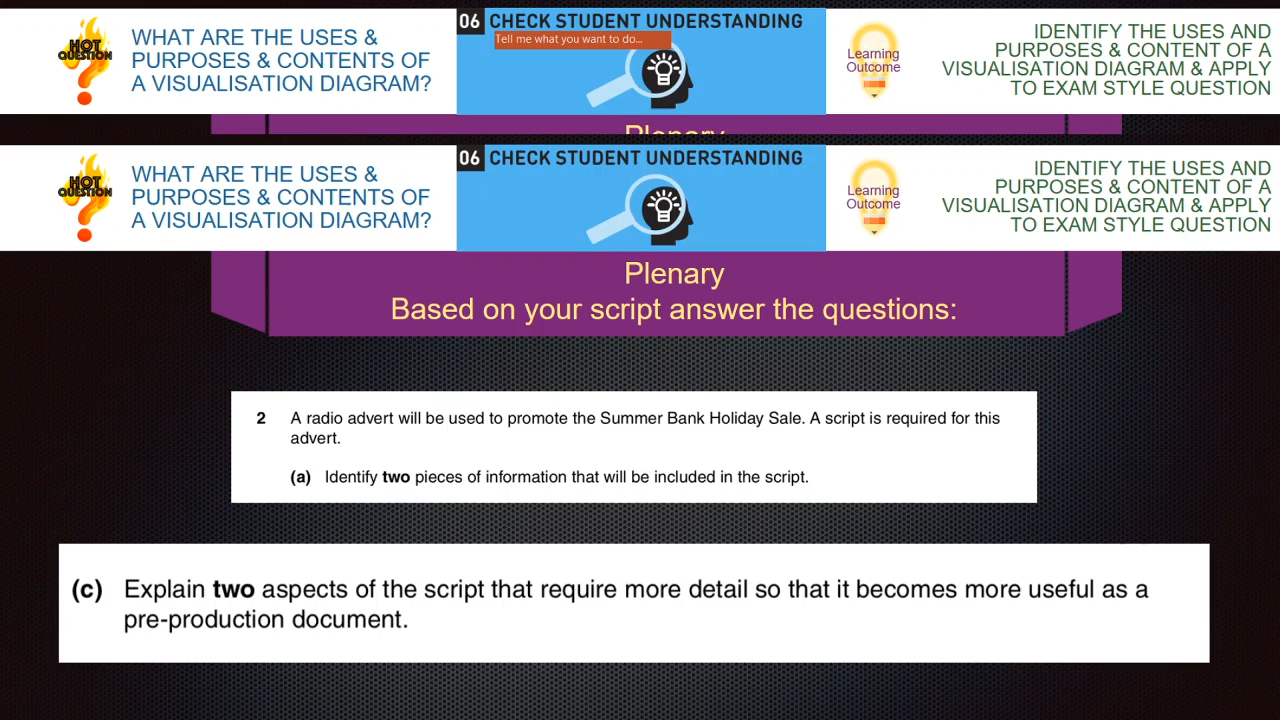 HOT
QUESTION
WHAT ARE THE USES &
PURPOSES & CONTENTS OF
A VISUALISATION DIAGRAM?
06 CHECK STUDENT UNDERSTANDING
Tell me what you want to do...
Learning
Outcome
IDENTIFY THE USES AND
PURPOSES & CONTENT OF A
VISUALISATION DIAGRAM & APPLY
TO EXAM STYLE QUESTION
Plenary
HOT
QUESTION
WHAT ARE THE USES &
PURPOSES & CONTENTS OF
A VISUALISATION DIAGRAM?
06 CHECK STUDENT UNDERSTANDING
Learning
Outcome
IDENTIFY THE USES AND
PURPOSES & CONTENT OF A
VISUALISATION DIAGRAM & APPLY
TO EXAM STYLE QUESTION
Plenary
Based on your script answer the questions:
2 A radio advert will be used to promote the Summer Bank Holiday Sale. A script is required for this
advert.
(a) Identify two pieces of information that will be included in the script.
(c) Explain two aspects of the script that require more detail so that it becomes more useful as a
pre-production document.